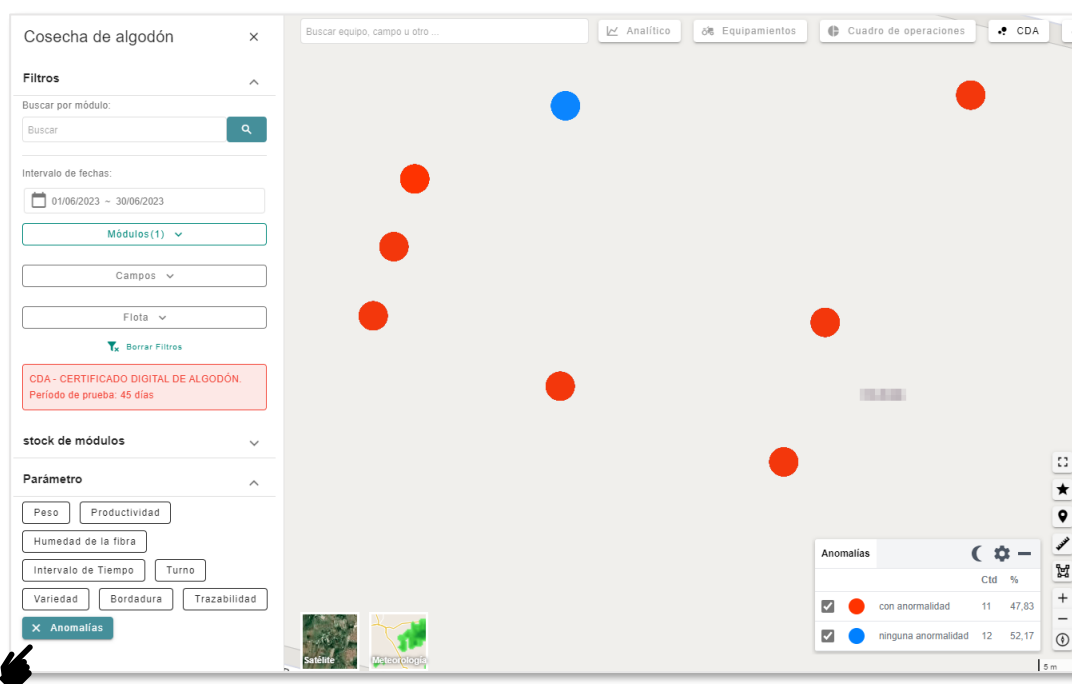 Cosecha de algodón ×
Filtros
Buscar por módulo:
Buscar
Intervalo de fechas:
01/06/2023 ~ 30/06/2023
Módulos(1)
Campos
Flota
Borrar Filtros
CDA - CERTIFICADO DIGITAL DE ALGODÓN.
Período de prueba: 45 días
stock de módulos
Parámetro
Peso Productividad
Humedad de la fibra
Intervalo de Tiempo Turno
Variedad Bordadura Trazabilidad
× Anomalías
Buscar equipo, campo u otro ... Analítico Equipamientos Cuadro de operaciones CDA
Satélite Meteorología
Anomalías
Ctd %
con anormalidad 11 47,83
ninguna anormalidad 12 52,17
5 m